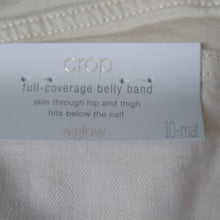 crop
full-coverage belly band
slim through hip and thigh
hits below the calf
a:glow
10-mat